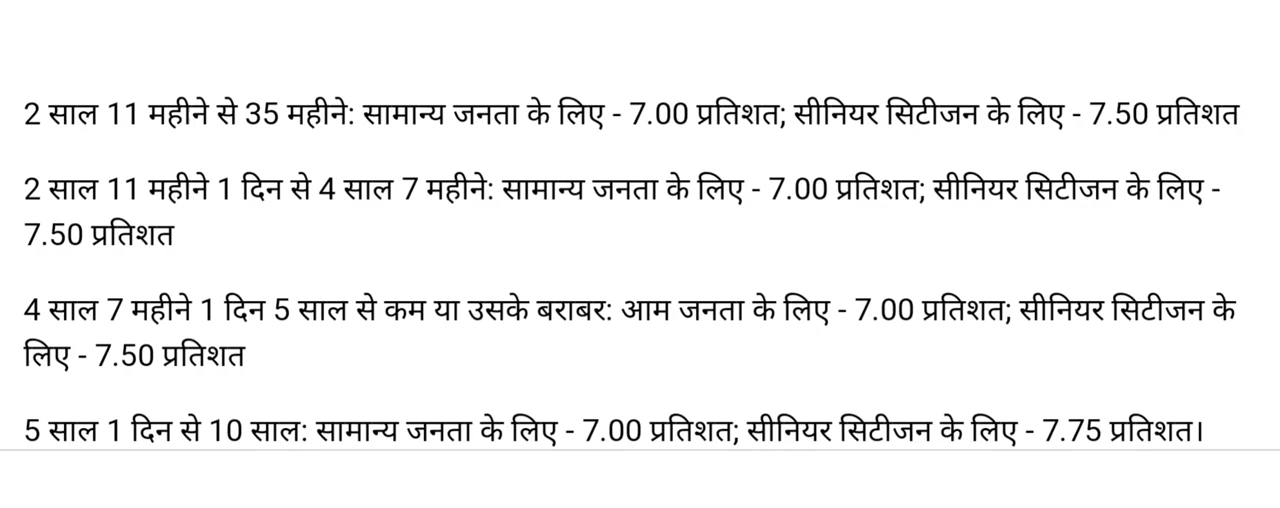 2 साल 11 महीने से 35 महीने: सामान्य जनता के लिए - 7.00 प्रतिशत; सीनियर सिटीजन के लिए - 7.50 प्रतिशत
2 साल 11 महीने 1 दिन से 4 साल 7 महीने: सामान्य जनता के लिए - 7.00 प्रतिशत; सीनियर सिटीजन के लिए -
7.50 प्रतिशत
4 साल 7 महीने 1 दिन 5 साल से कम या उसके बराबर: आम जनता के लिए - 7.00 प्रतिशत; सीनियर सिटीजन के
लिए - 7.50 प्रतिशत
5 साल 1 दिन से 10 साल: सामान्य जनता के लिए - 7.00 प्रतिशत; सीनियर सिटीजन के लिए - 7.75 प्रतिशत।